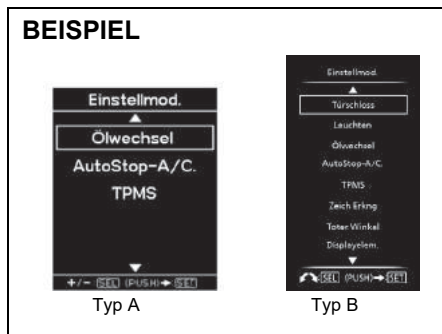 BEISPIEL
Einstellmod.
Ölwechsel
AutoStop-A/C.
TPMS
+/- SEL (PUSH)➔ SET
Typ A
Einstellmod.
Türschloss
Leuchten
Ölwechsel
AutoStop-A/C.
TPMS
Zeich Erkng
Toter Winkel
Displayelem.
SEL (PUSH)➔SET
Typ B